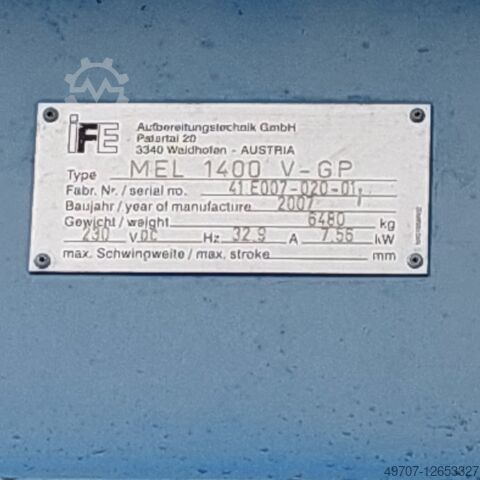 iFE
Aufbereitungstechnik GmbH
Patertal 20
3340 Waidhofen - AUSTRIA
Type MEL 1400 V-GP
Fabr. Nr. / serial no. 41.E007-020-01
Baujahr / year of manufacture 2007
Gewicht / weight 6480 kg
230 V DC Hz 32.9 A 7.56 kW
max. Schwingweite / max. stroke mm
49707-12653327